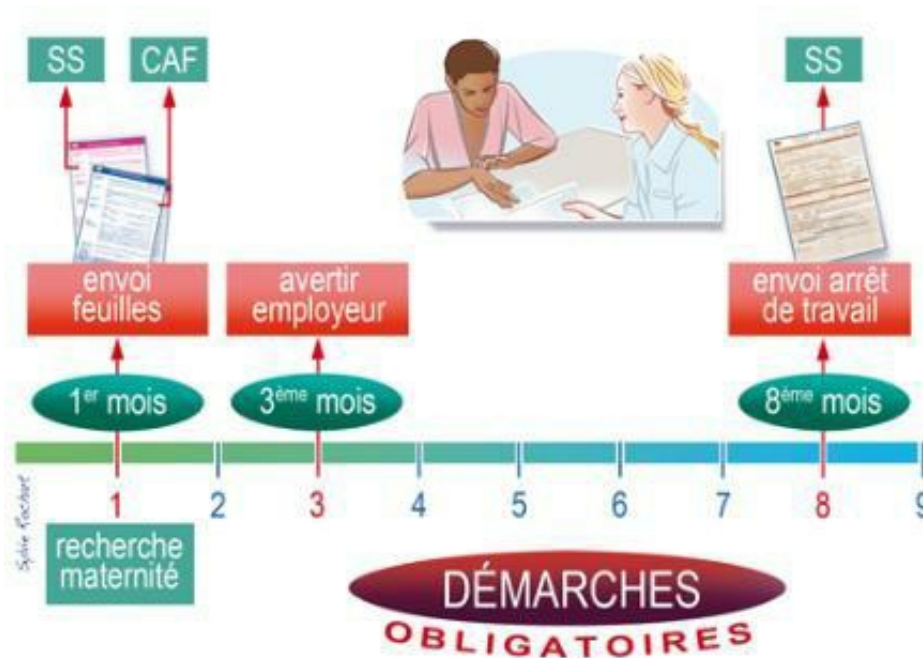 SS
CAF
SS
envoi
feuilles
avertir
employeur
envoi arrêt
de travail
1er mois
3ème mois
8ème mois
1 2 3 4 5 6 7 8 9
recherche
maternité
DÉMARCHES
OBLIGATOIRES
Sylvie